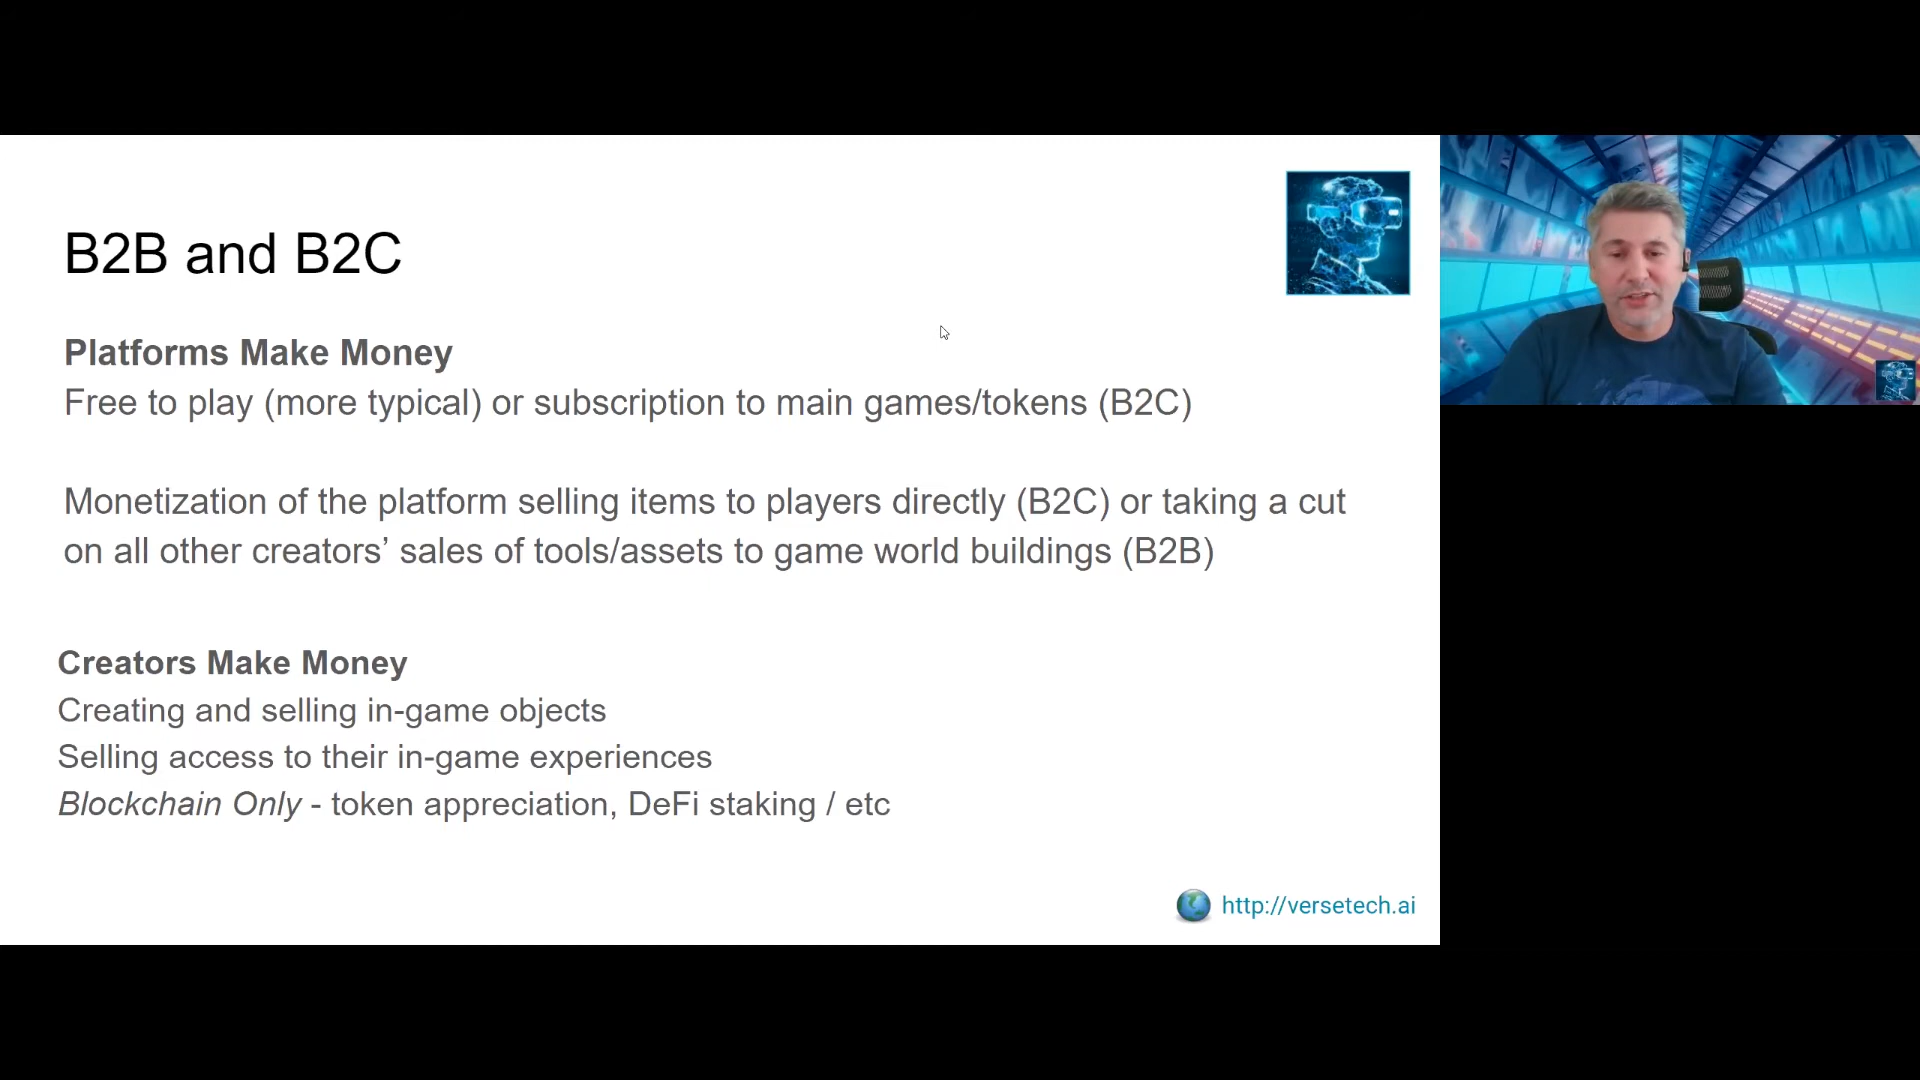 B2B and B2C
Platforms Make Money
Free to play (more typical) or subscription to main games/tokens (B2C)
Monetization of the platform selling items to players directly (B2C) or taking a cut
on all other creators’ sales of tools/assets to game world buildings (B2B)
Creators Make Money
Creating and selling in-game objects
Selling access to their in-game experiences
Blockchain Only - token appreciation, DeFi staking / etc
http://versetech.ai